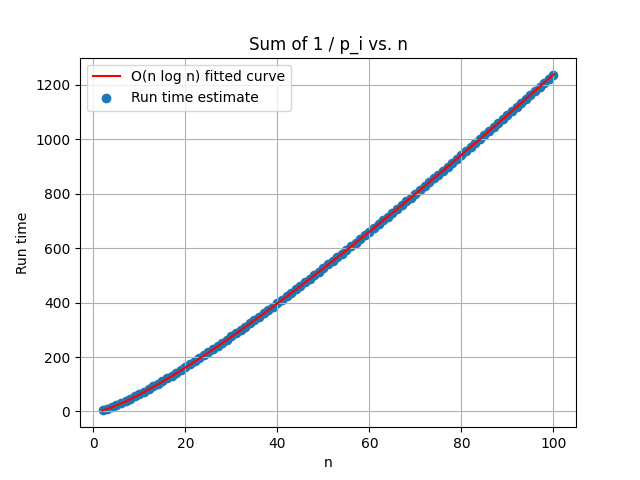 Sum of 1 / p_i vs. n
O(n log n) fitted curve
Run time estimate
Run time
1200
1000
800
600
400
200
0
0 20 40 60 80 100
n